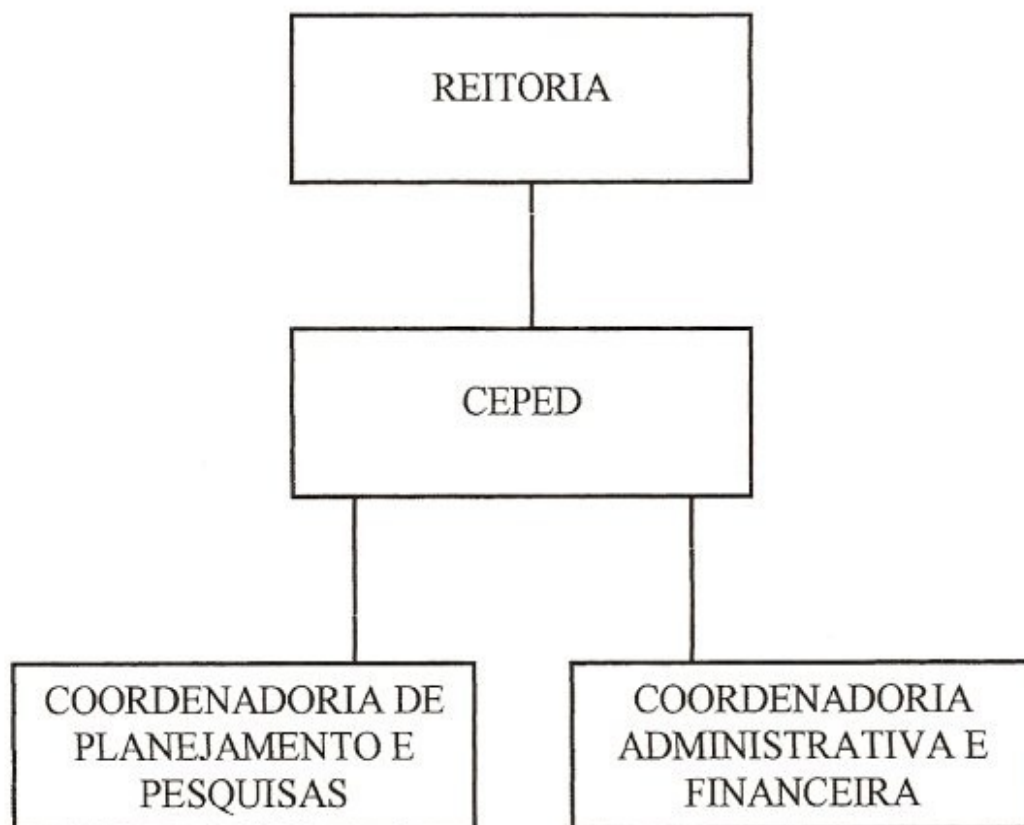 REITORIA
CEPED
COORDENADORIA DE
PLANEJAMENTO E
PESQUISAS
COORDENADORIA
ADMINISTRATIVA E
FINANCEIRA